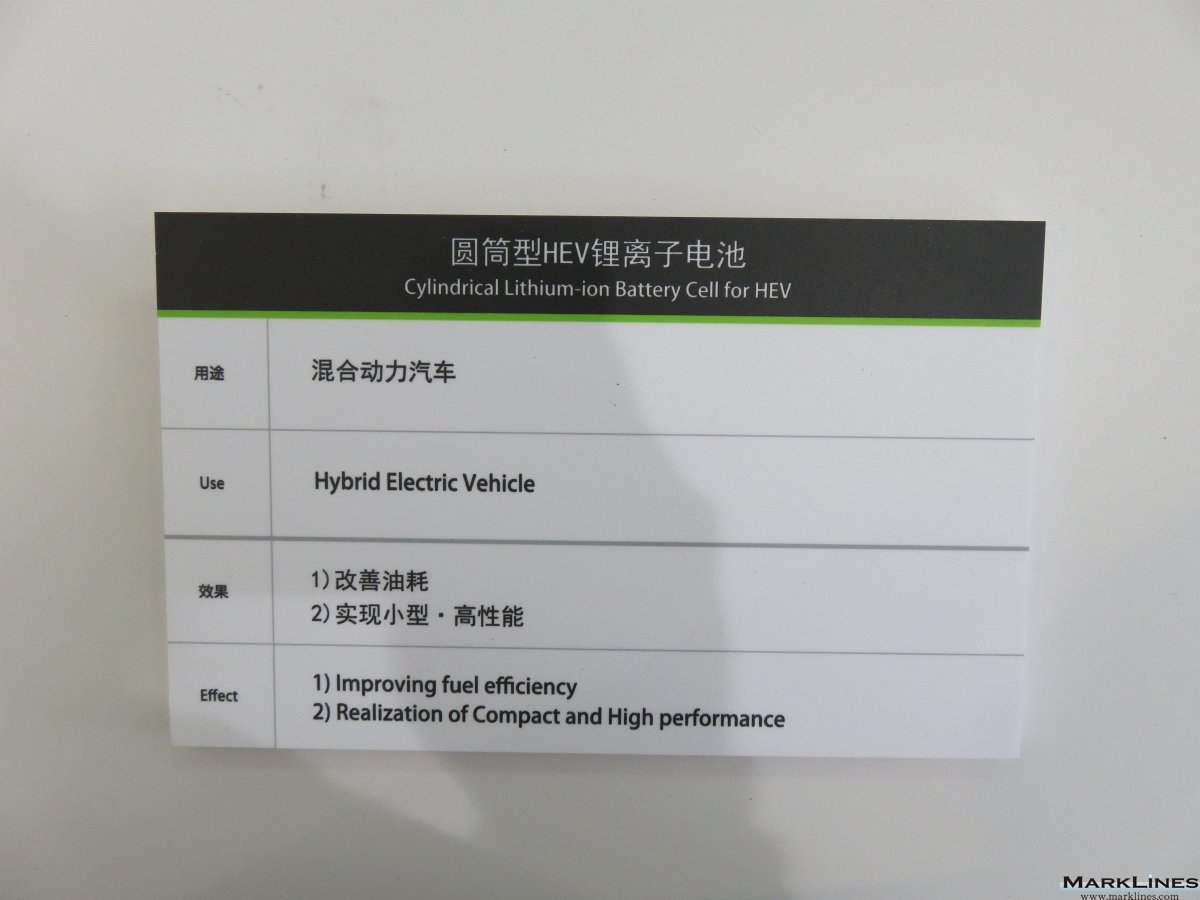 圆筒型HEV锂离子电池
Cylindrical Lithium-ion Battery Cell for HEV
用途
混合动力汽车
Use
Hybrid Electric Vehicle
效果
1) 改善油耗
2) 实现小型・高性能
Effect
1) Improving fuel efficiency
2) Realization of Compact and High performance
MARKLINES
www.marklines.com